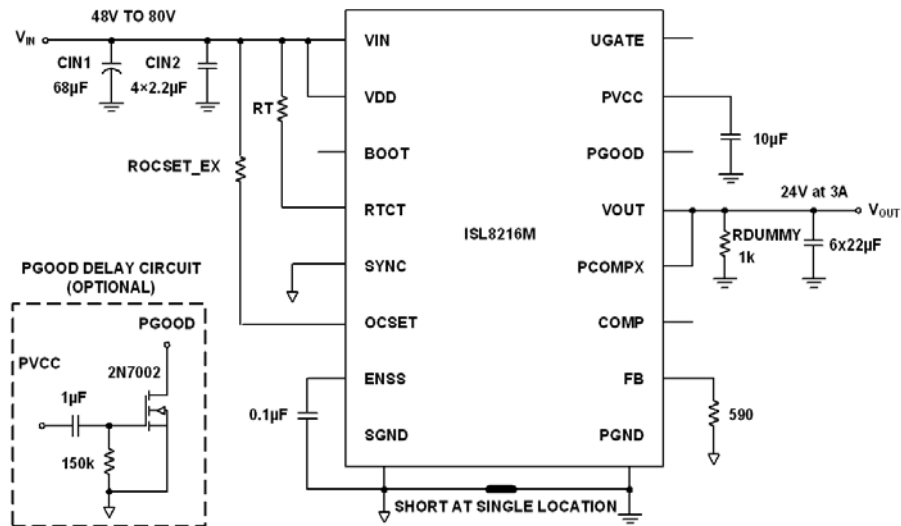 48V TO 80V
V_IN
CIN1
68µF
CIN2
4×2.2µF
RT
ROCSET_EX
VIN
VDD
BOOT
RTCT
SYNC
OCSET
ENSS
SGND
ISL8216M
UGATE
PVCC
PGOOD
VOUT
PCOMPX
COMP
FB
PGND
10µF
24V at 3A
V_OUT
RDUMMY
1k
6x22µF
590
0.1µF
SHORT AT SINGLE LOCATION
PGOOD DELAY CIRCUIT
(OPTIONAL)
PGOOD
PVCC
2N7002
1µF
150k